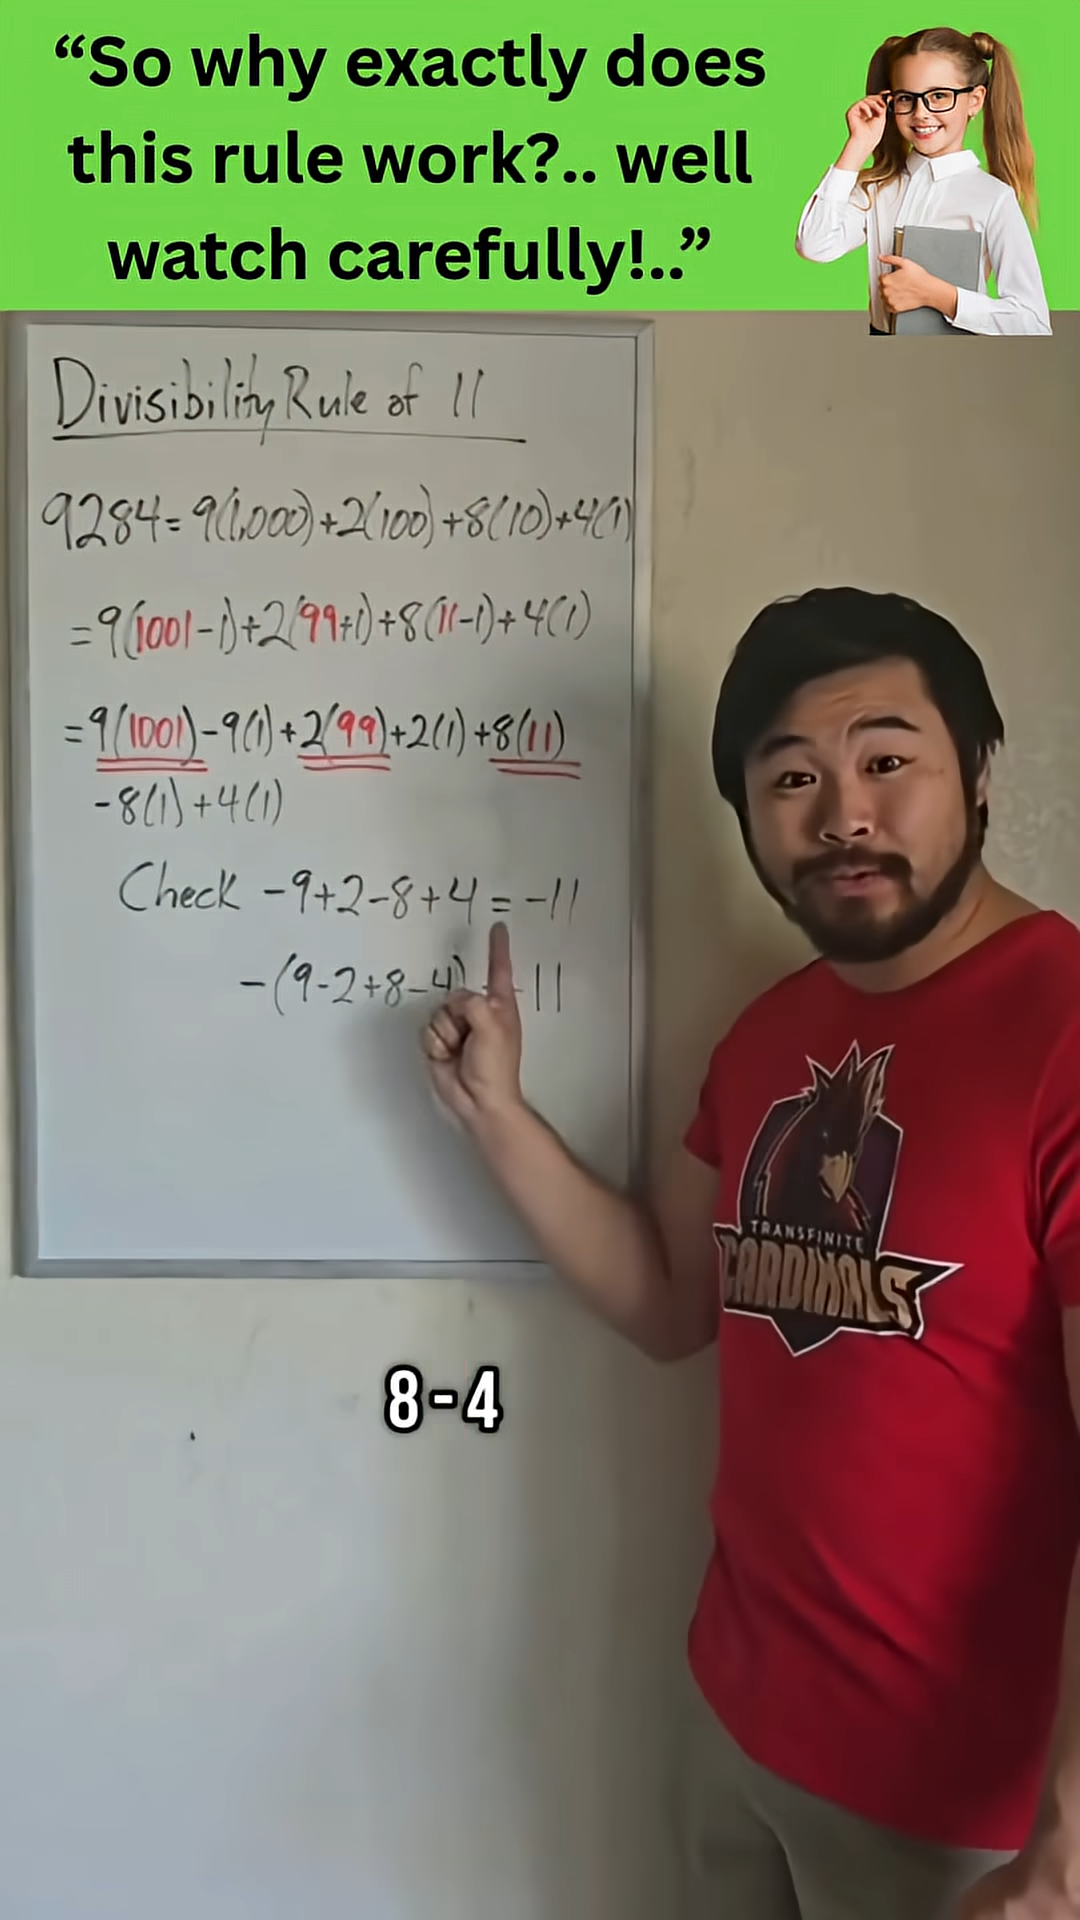 “So why exactly does
this rule work?.. well
watch carefully!..”
Divisibility Rule of 11
9284= 9(1,000)+2(100)+8(10)+4(1)
=9(1001-1)+2(99+1)+8(11-1)+4(1)
=9(1001)-9(1)+2(99)+2(1)+8(11)
-8(1)+4(1)
Check -9+2-8+4=-11
-(9-2+8-4) -11
TRANSFINITE
CARDINALS
8-4